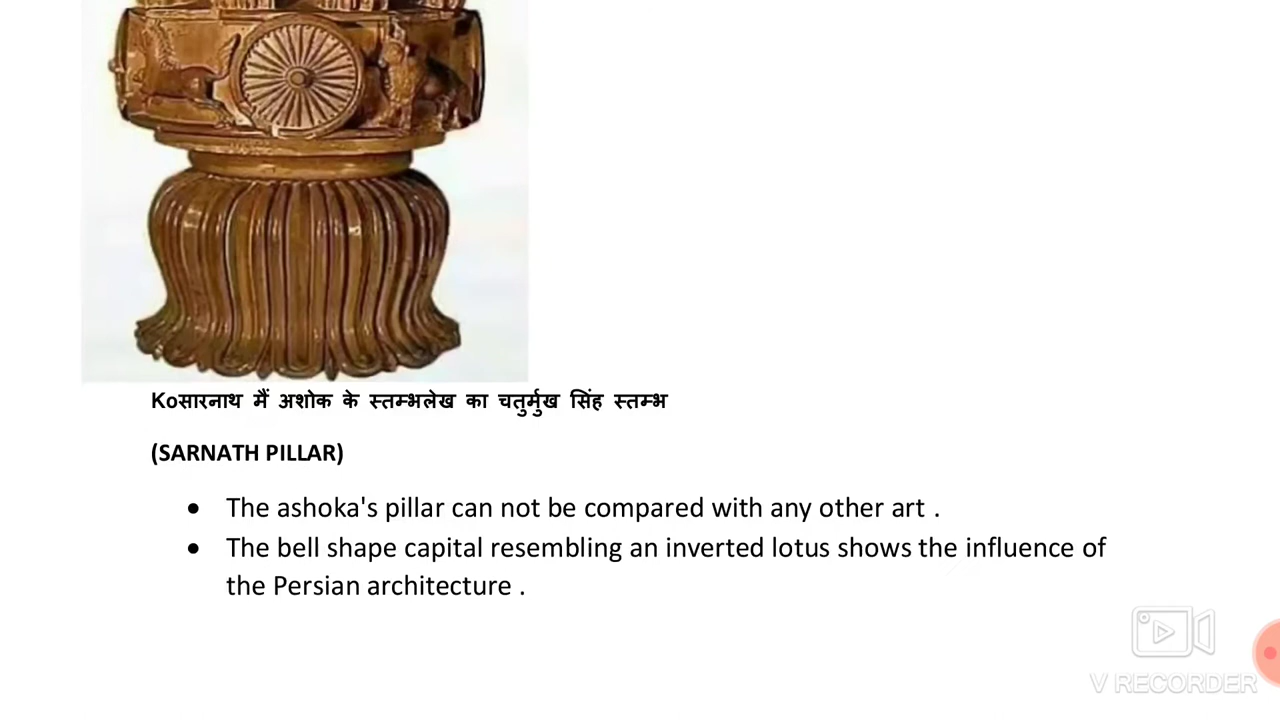 Koसारनाथ मैं अशोक के स्तम्भलेख का चतुर्मुख सिंह स्तम्भ
(SARNATH PILLAR)
• The ashoka's pillar can not be compared with any other art .
• The bell shape capital resembling an inverted lotus shows the influence of
the Persian architecture .
V RECORDER